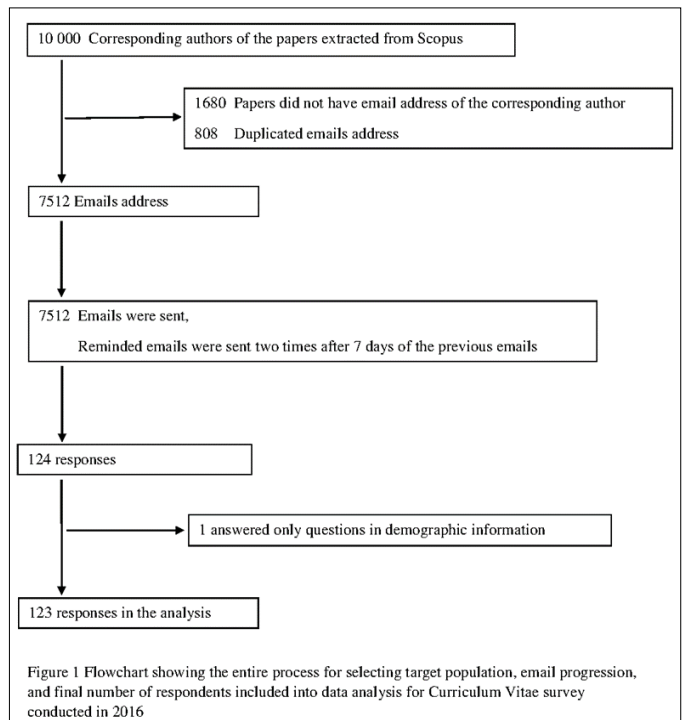 10 000 Corresponding authors of the papers extracted from Scopus
1680 Papers did not have email address of the corresponding author
808 Duplicated emails address
7512 Emails address
7512 Emails were sent,
Reminded emails were sent two times after 7 days of the previous emails
124 responses
1 answered only questions in demographic information
123 responses in the analysis
Figure 1 Flowchart showing the entire process for selecting target population, email progression,
and final number of respondents included into data analysis for Curriculum Vitae survey
conducted in 2016